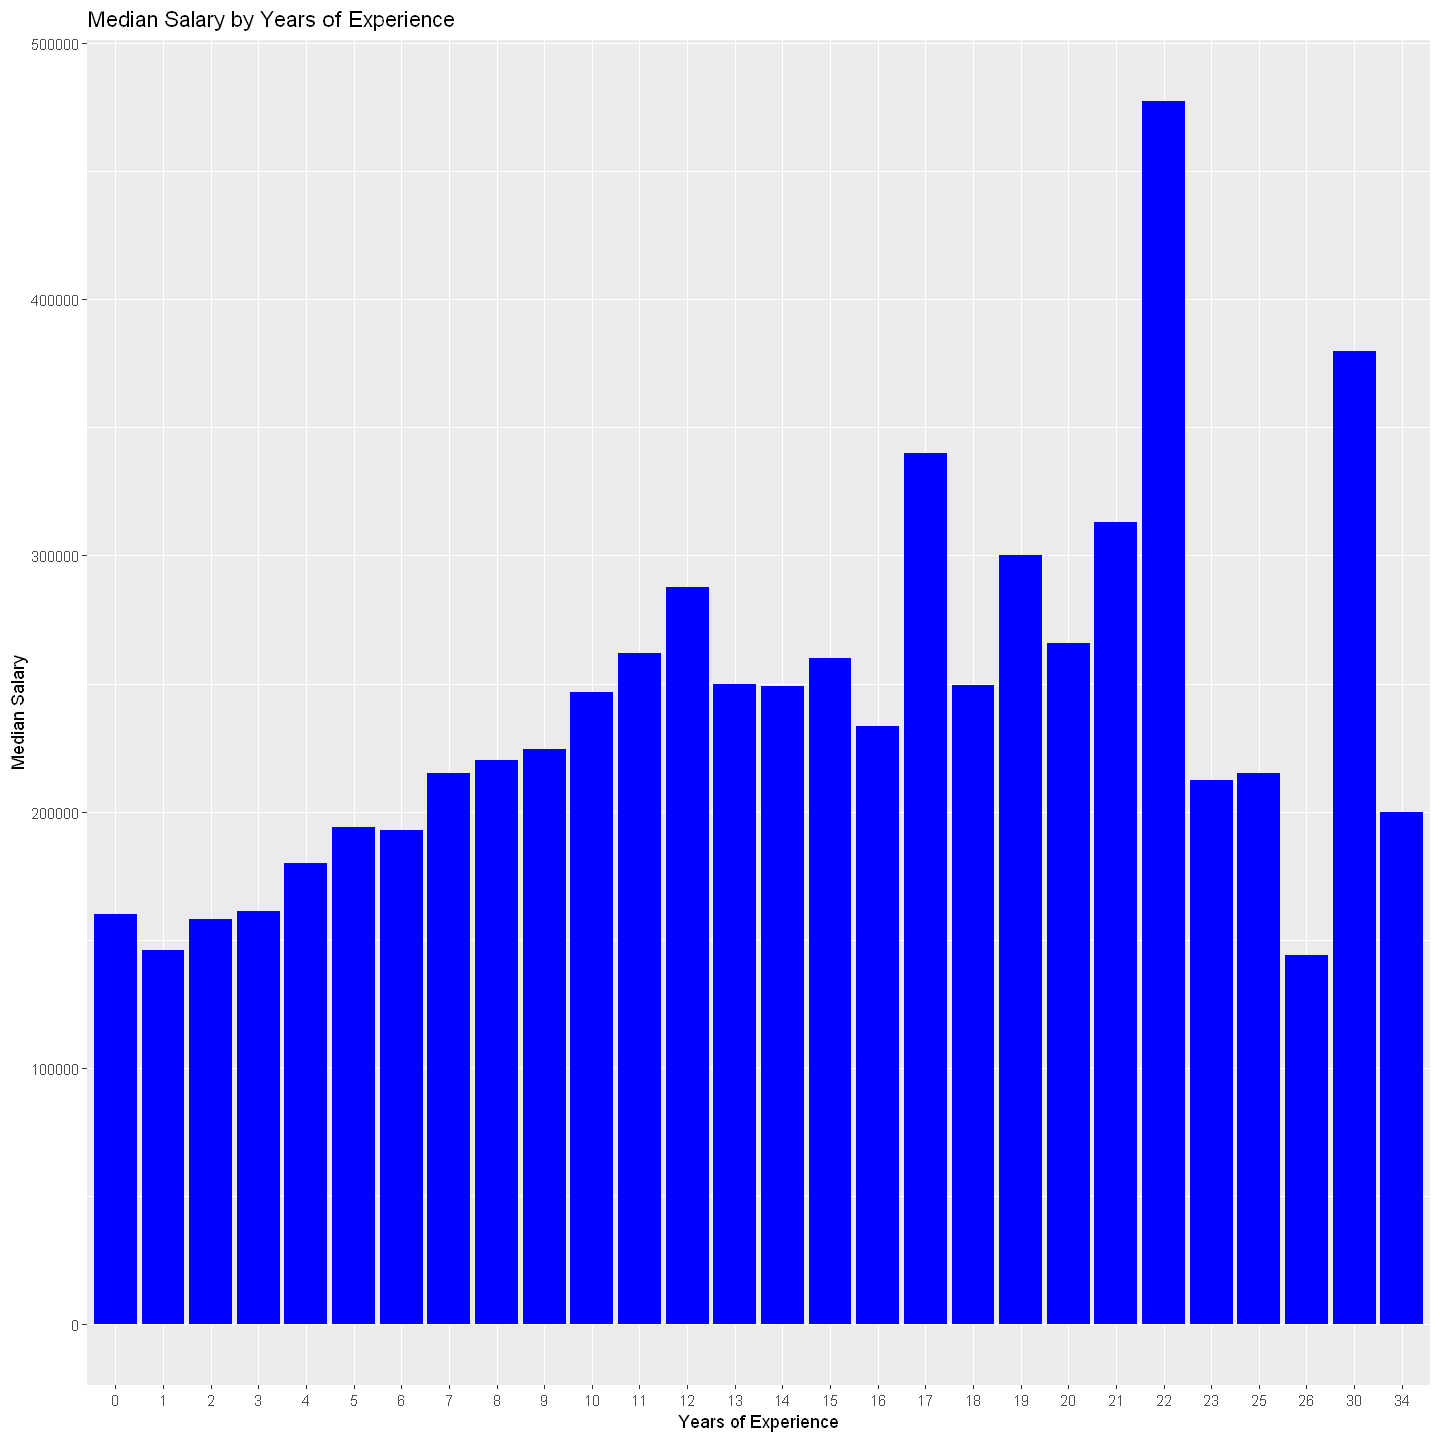 Median Salary by Years of Experience
500000
400000
300000
200000
100000
0
Median Salary
0 1 2 3 4 5 6 7 8 9 10 11 12 13 14 15 16 17 18 19 20 21 22 23 25 26 30 34
Years of Experience